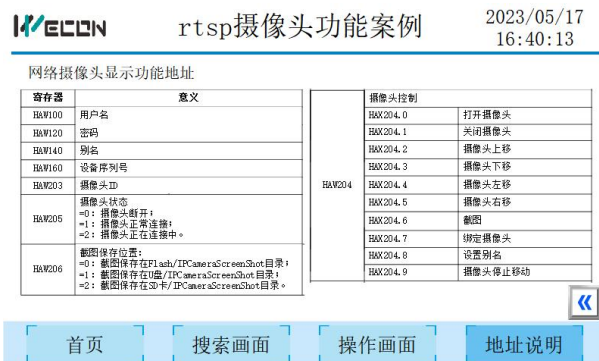 WECON
rtsp摄像头功能案例
2023/05/17
16:40:13
网络摄像头显示功能地址
寄存器 意义
HAW100 用户名
HAW120 密码
HAW140 别名
HAW160 设备序列号
HAW203 摄像头ID
HAW205
摄像头状态
=0：摄像头断开；
=1：摄像头正常连接；
=2：摄像头正在连接中。
HAW206
截图保存位置：
=0：截图保存在Flash/IPCameraScreenShot目录；
=1：截图保存在U盘/IPCameraScreenShot目录；
=2：截图保存在SD卡/IPCameraScreenShot目录。
HAW204
摄像头控制
HAX204.0 打开摄像头
HAX204.1 关闭摄像头
HAX204.2 摄像头上移
HAX204.3 摄像头下移
HAX204.4 摄像头左移
HAX204.5 摄像头右移
HAX204.6 截图
HAX204.7 绑定摄像头
HAX204.8 设置别名
HAX204.9 摄像头停止移动
首页 搜索画面 操作画面 地址说明